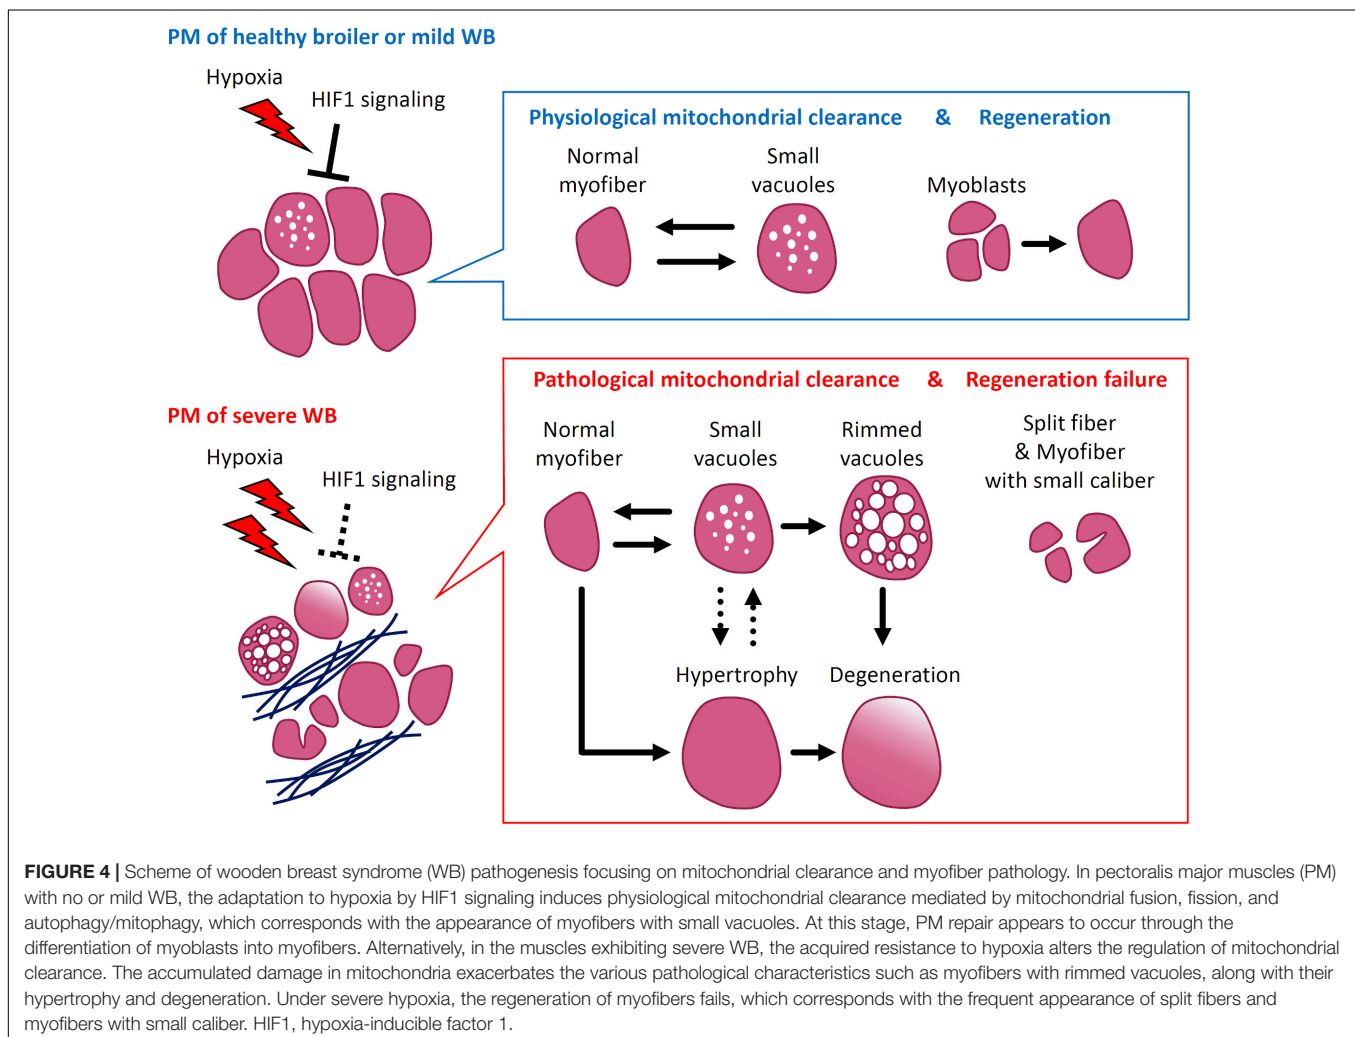 PM of healthy broiler or mild WB
Hypoxia
HIF1 signaling
Physiological mitochondrial clearance & Regeneration
Normal
myofiber
Small
vacuoles
Myoblasts
PM of severe WB
Hypoxia
HIF1 signaling
Pathological mitochondrial clearance & Regeneration failure
Normal
myofiber
Small
vacuoles
Rimmed
vacuoles
Split fiber
& Myofiber
with small caliber
Hypertrophy
Degeneration
FIGURE 4 | Scheme of wooden breast syndrome (WB) pathogenesis focusing on mitochondrial clearance and myofiber pathology. In pectoralis major muscles (PM)
with no or mild WB, the adaptation to hypoxia by HIF1 signaling induces physiological mitochondrial clearance mediated by mitochondrial fusion, fission, and
autophagy/mitophagy, which corresponds with the appearance of myofibers with small vacuoles. At this stage, PM repair appears to occur through the
differentiation of myoblasts into myofibers. Alternatively, in the muscles exhibiting severe WB, the acquired resistance to hypoxia alters the regulation of mitochondrial
clearance. The accumulated damage in mitochondria exacerbates the various pathological characteristics such as myofibers with rimmed vacuoles, along with their
hypertrophy and degeneration. Under severe hypoxia, the regeneration of myofibers fails, which corresponds with the frequent appearance of split fibers and
myofibers with small caliber. HIF1, hypoxia-inducible factor 1.